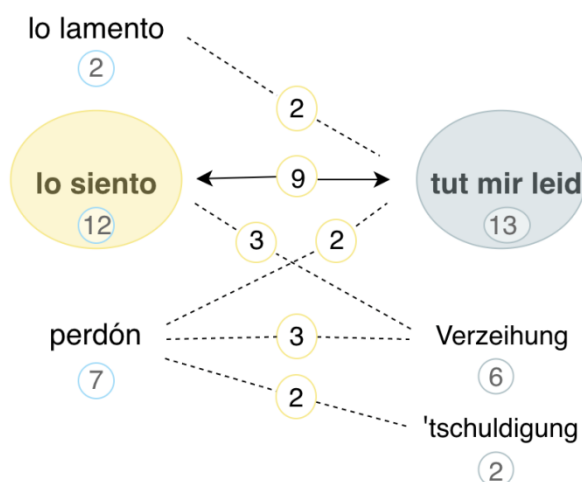 lo lamento
2
2
lo siento
12
9
tut mir leid
13
3
2
perdón
7
3
Verzeihung
6
2
'tschuldigung
2